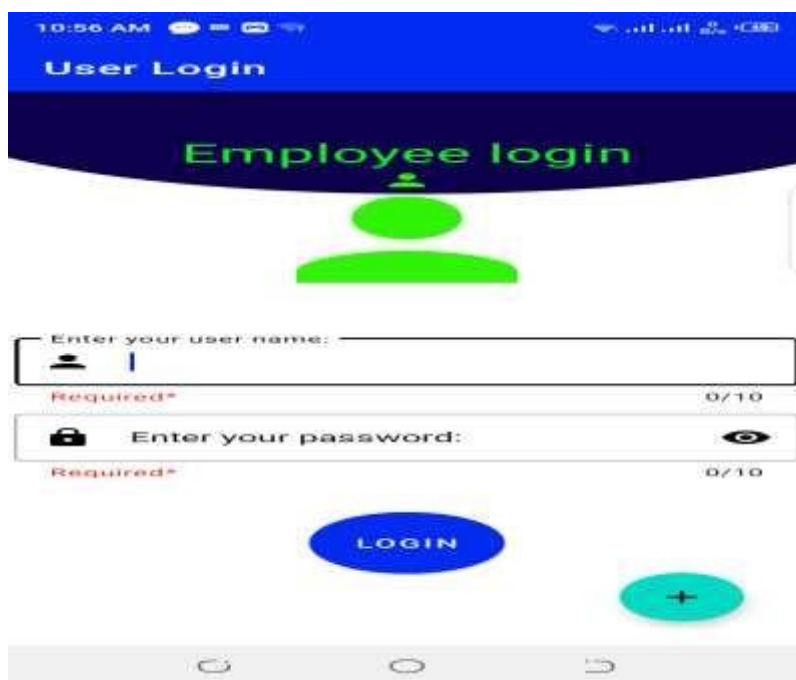 10:56 AM
User Login
Employee login
Enter your user name:
Required* 0/10
Enter your password:
Required* 0/10
LOGIN
+